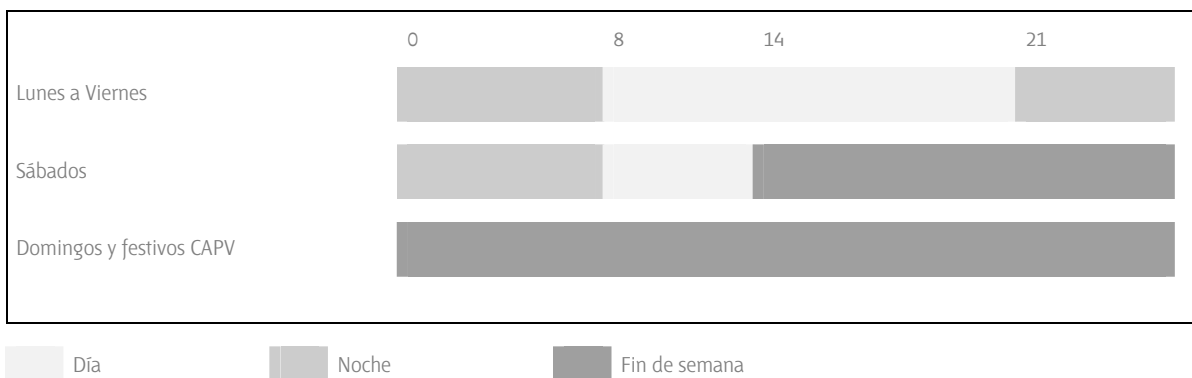 0 8 14 21
Lunes a Viernes
Sábados
Domingos y festivos CAPV
Día Noche Fin de semana